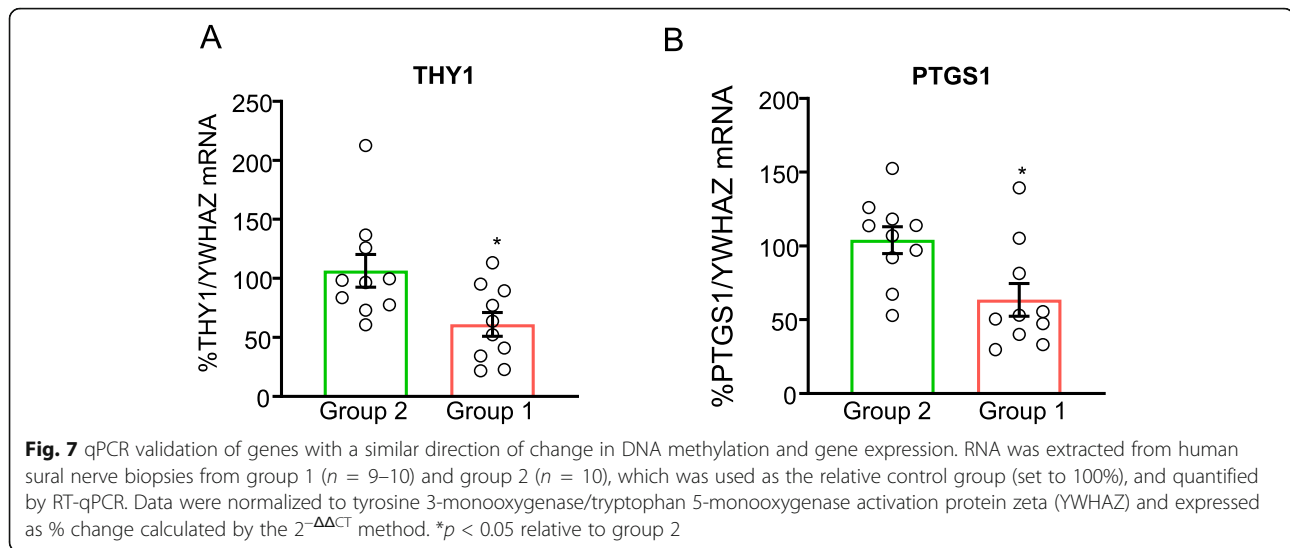 A
THY1
%THY1/YWHAZ mRNA
250
200
150
100
50
0
*
Group 2 Group 1
B
PTGS1
%PTGS1/YWHAZ mRNA
200
150
100
50
0
*
Group 2 Group 1
Fig. 7 qPCR validation of genes with a similar direction of change in DNA methylation and gene expression. RNA was extracted from human
sural nerve biopsies from group 1 (n = 9–10) and group 2 (n = 10), which was used as the relative control group (set to 100%), and quantified
by RT-qPCR. Data were normalized to tyrosine 3-monooxygenase/tryptophan 5-monooxygenase activation protein zeta (YWHAZ) and expressed
as % change calculated by the 2−ΔΔCT method. *p < 0.05 relative to group 2